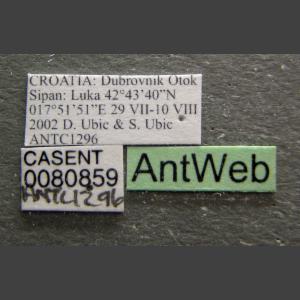 CROATIA: Dubrovnik Otok
Sipan: Luka 42°43'40"N
017°51'51"E 29 VII-10 VIII
2002 D. Ubic & S. Ubic
ANTC1296
CASENT
0080859
ANTC1296
AntWeb